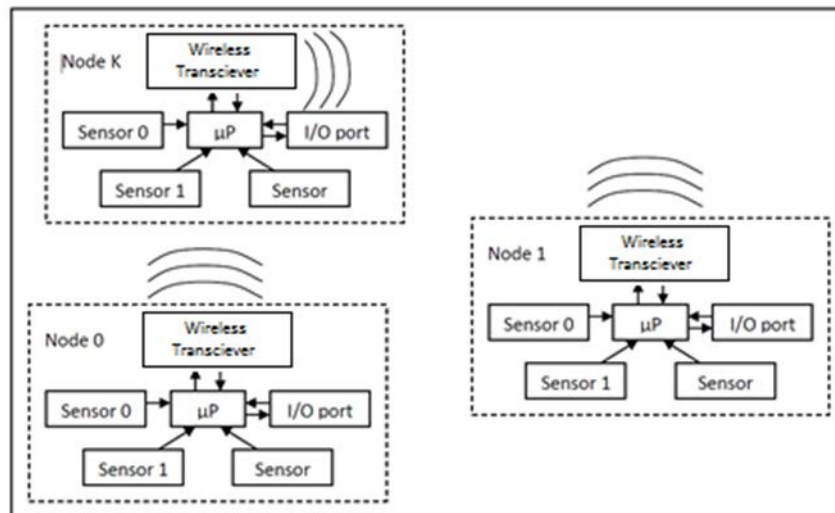 Node K
Wireless
Transciever
Sensor 0
µP
I/O port
Sensor 1
Sensor
Node 1
Wireless
Transciever
Sensor 0
µP
I/O port
Sensor 1
Sensor
Node 0
Wireless
Transciever
Sensor 0
µP
I/O port
Sensor 1
Sensor